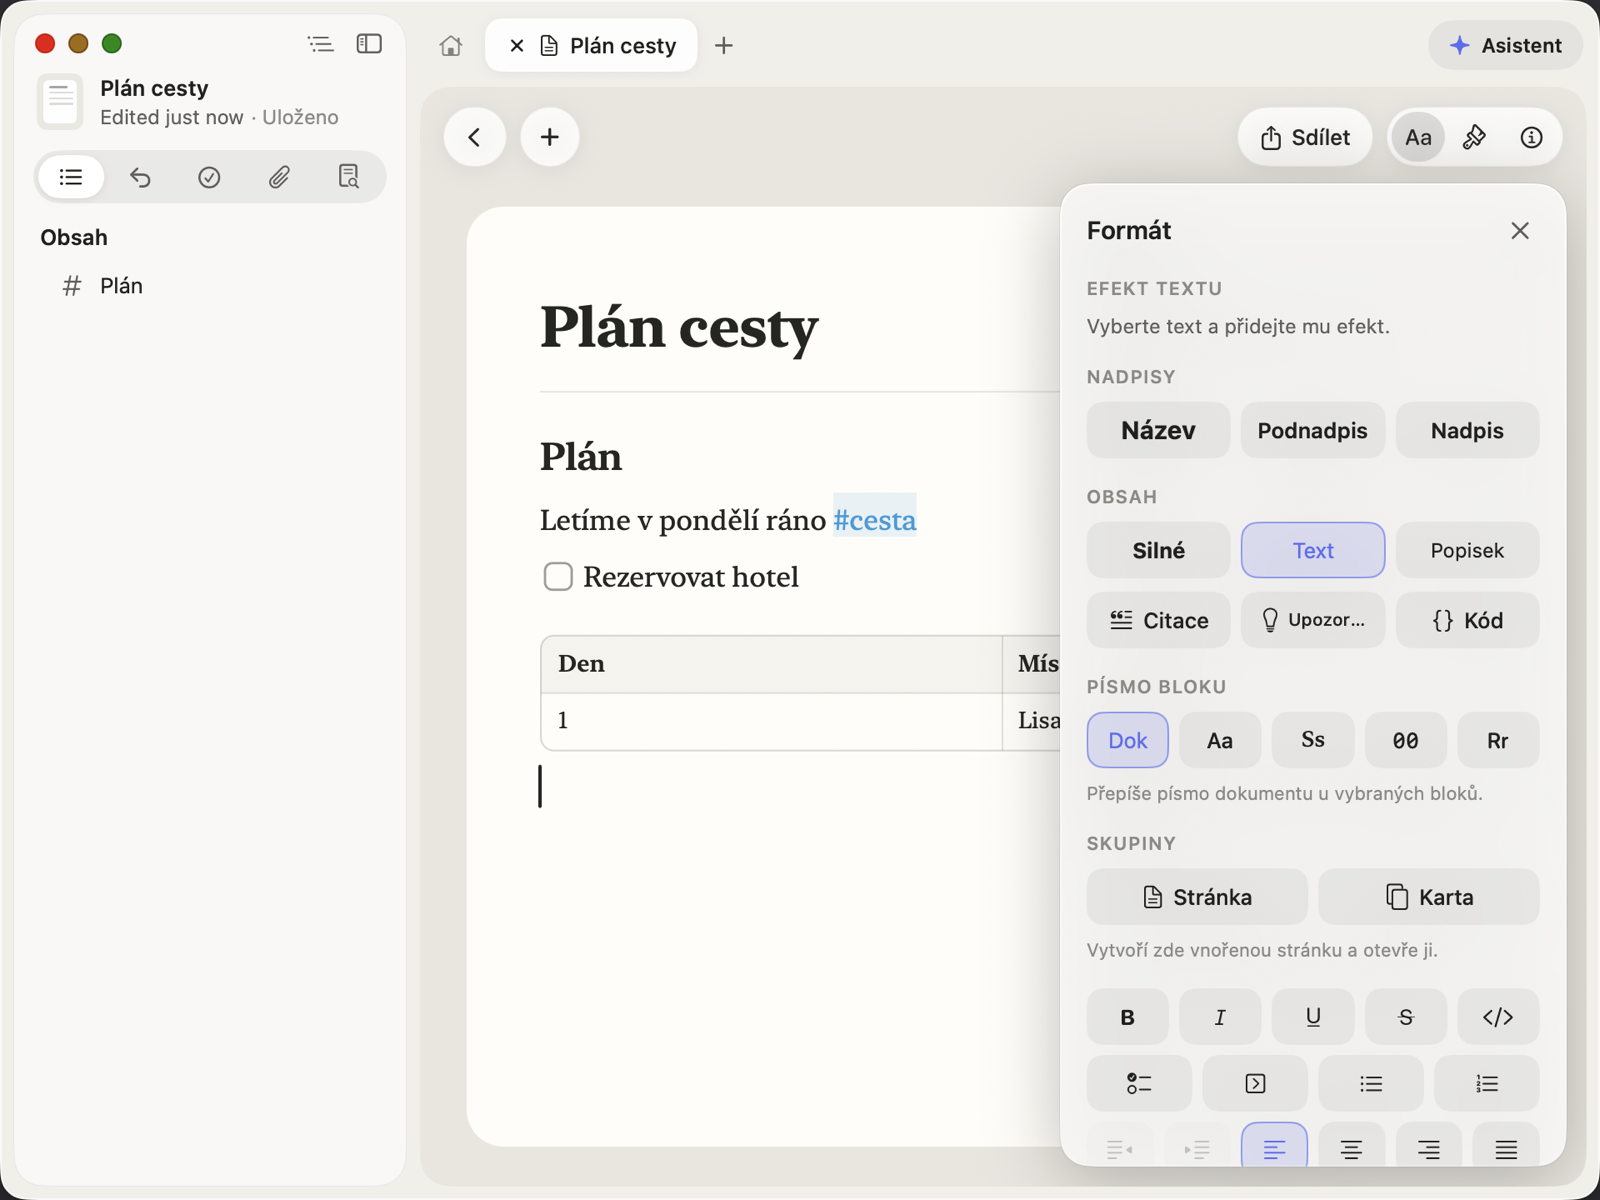 Plán cesty
Edited just now · Uloženo
Obsah
# Plán
Plán cesty
Asistent
Sdílet
Aa
Plán cesty
Plán
Letíme v pondělí ráno #cesta
Rezervovat hotel
Den Mís
1 Lisa
Formát
EFEKT TEXTU
Vyberte text a přidejte mu efekt.
NADPISY
Název Podnadpis Nadpis
OBSAH
Silné Text Popisek
Citace Upozor... {} Kód
PÍSMO BLOKU
Dok Aa Ss 00 Rr
Přepíše písmo dokumentu u vybraných bloků.
SKUPINY
Stránka Karta
Vytvoří zde vnořenou stránku a otevře ji.
B I U S </>